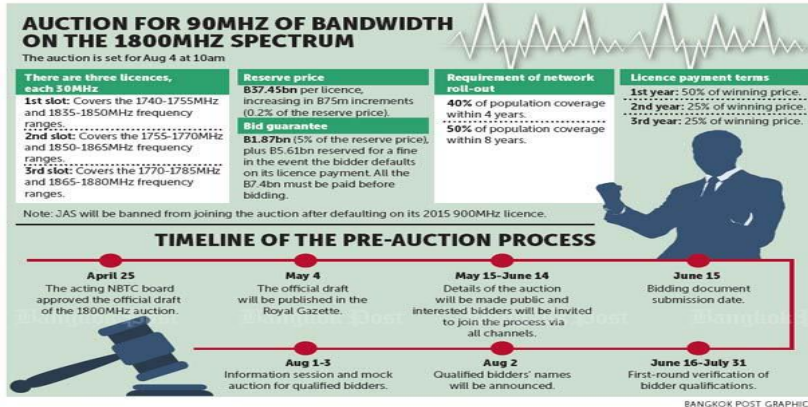 AUCTION FOR 90MHZ OF BANDWIDTH
ON THE 1800MHZ SPECTRUM
The auction is set for Aug 4 at 10am
There are three licences,
each 30MHz
1st slot: Covers the 1740-1755MHz
and 1835-1850MHz frequency
ranges.
2nd slot: Covers the 1755-1770MHz
and 1850-1865MHz frequency
ranges.
3rd slot: Covers the 1770-1785MHz
and 1865-1880MHz frequency
ranges.
Reserve price
B37.45bn per licence,
increasing in B75m increments
(0.2% of the reserve price).
Bid guarantee
B1.87bn (5% of the reserve price),
plus B5.61bn reserved for a fine
in the event the bidder defaults
on its licence payment. All the
B7.4bn must be paid before
bidding.
Requirement of network
roll-out
40% of population coverage
within 4 years.
50% of population coverage
within 8 years.
Licence payment terms
1st year: 50% of winning price.
2nd year: 25% of winning price.
3rd year: 25% of winning price.
Note: JAS will be banned from joining the auction after defaulting on its 2015 900MHz licence.
TIMELINE OF THE PRE-AUCTION PROCESS
April 25
The acting NBTC board
approved the official draft
of the 1800MHz auction.
May 4
The official draft
will be published in the
Royal Gazette.
May 15-June 14
Details of the auction
will be made public and
interested bidders will be invited
to join the process via
all channels.
June 15
Bidding document
submission date.
Aug 1-3
Information session and mock
auction for qualified bidders.
Aug 2
Qualified bidders' names
will be announced.
June 16-July 31
First-round verification of
bidder qualifications.
BANGKOK POST GRAPHIC